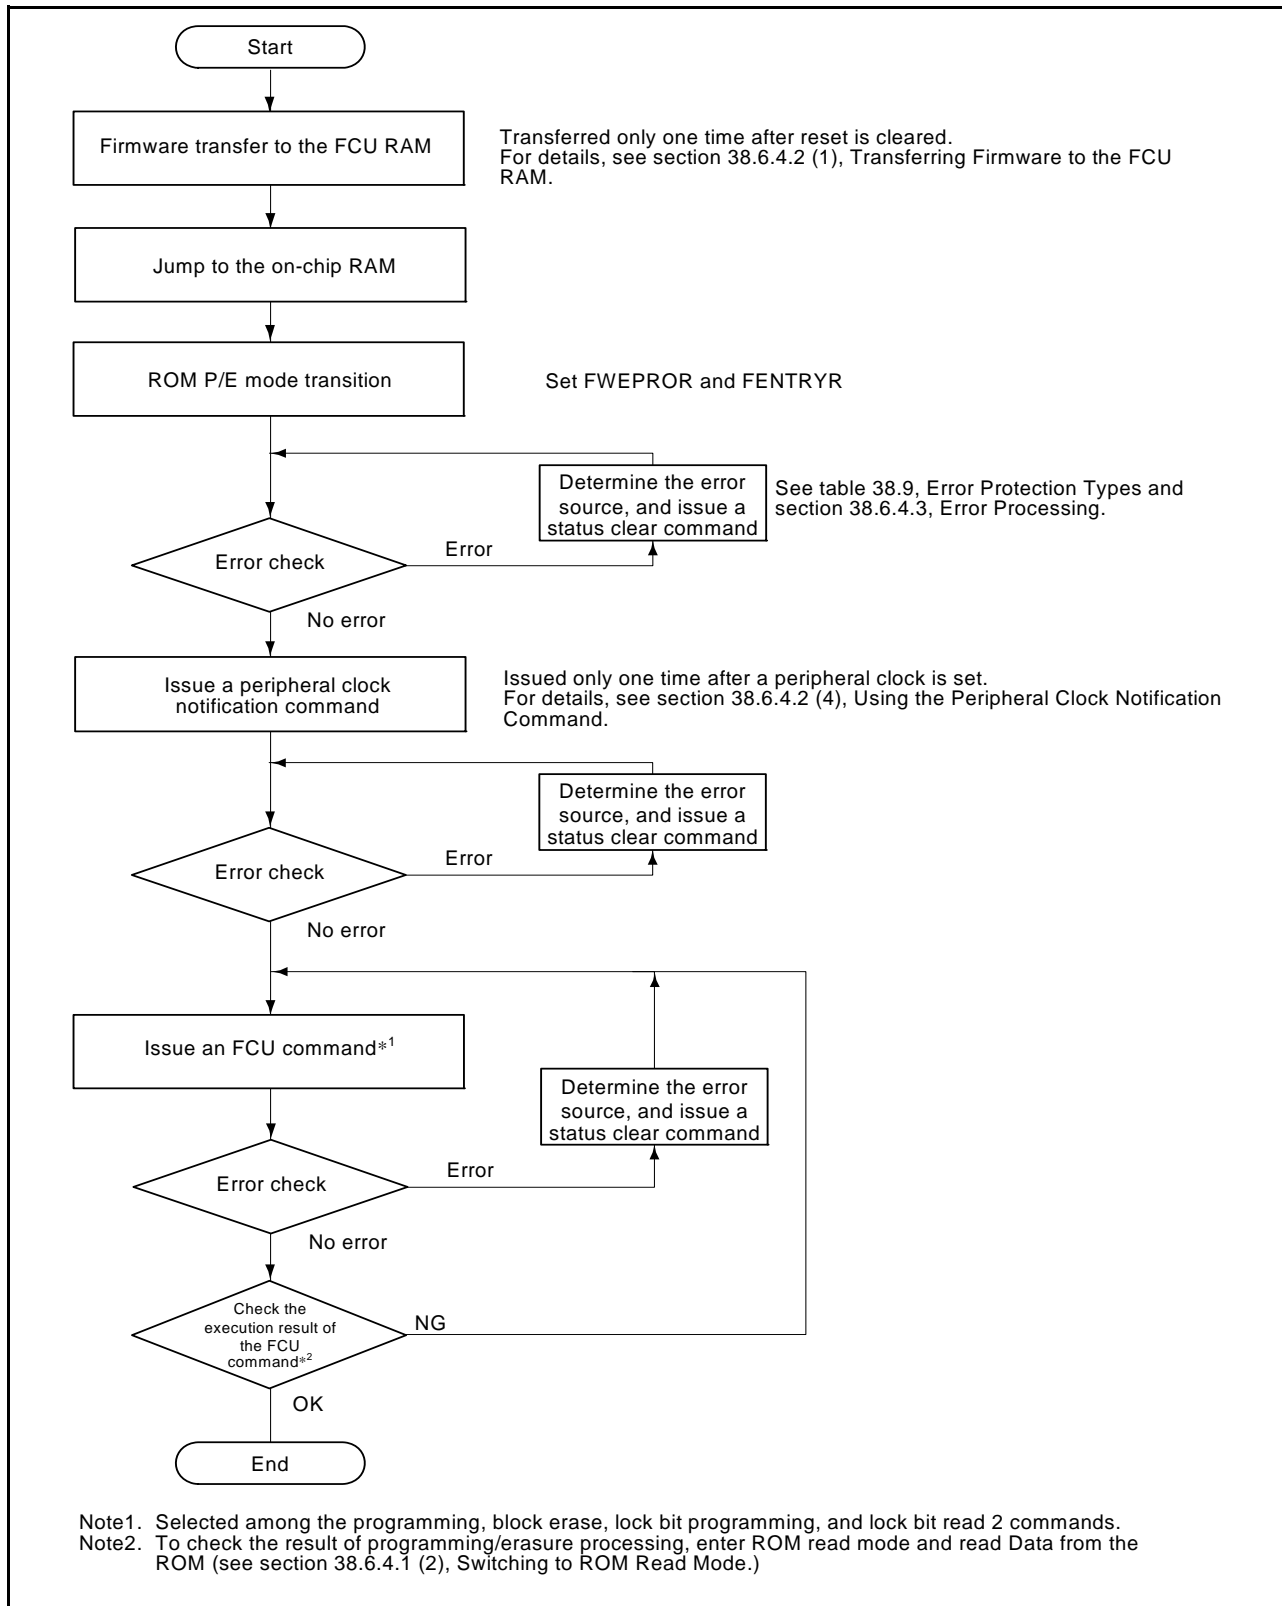 Start
Firmware transfer to the FCU RAM
Transferred only one time after reset is cleared.
For details, see section 38.6.4.2 (1), Transferring Firmware to the FCU
RAM.
Jump to the on-chip RAM
ROM P/E mode transition
Set FWEPROR and FENTRYR
Determine the error
source, and issue a
status clear command
See table 38.9, Error Protection Types and
section 38.6.4.3, Error Processing.
Error check
Error
No error
Issue a peripheral clock
notification command
Issued only one time after a peripheral clock is set.
For details, see section 38.6.4.2 (4), Using the Peripheral Clock Notification
Command.
Determine the error
source, and issue a
status clear command
Error check
Error
No error
Issue an FCU command*1
Determine the error
source, and issue a
status clear command
Error check
Error
No error
Check the
execution result of
the FCU
command*2
NG
OK
End
Note1. Selected among the programming, block erase, lock bit programming, and lock bit read 2 commands.
Note2. To check the result of programming/erasure processing, enter ROM read mode and read Data from the
ROM (see section 38.6.4.1 (2), Switching to ROM Read Mode.)